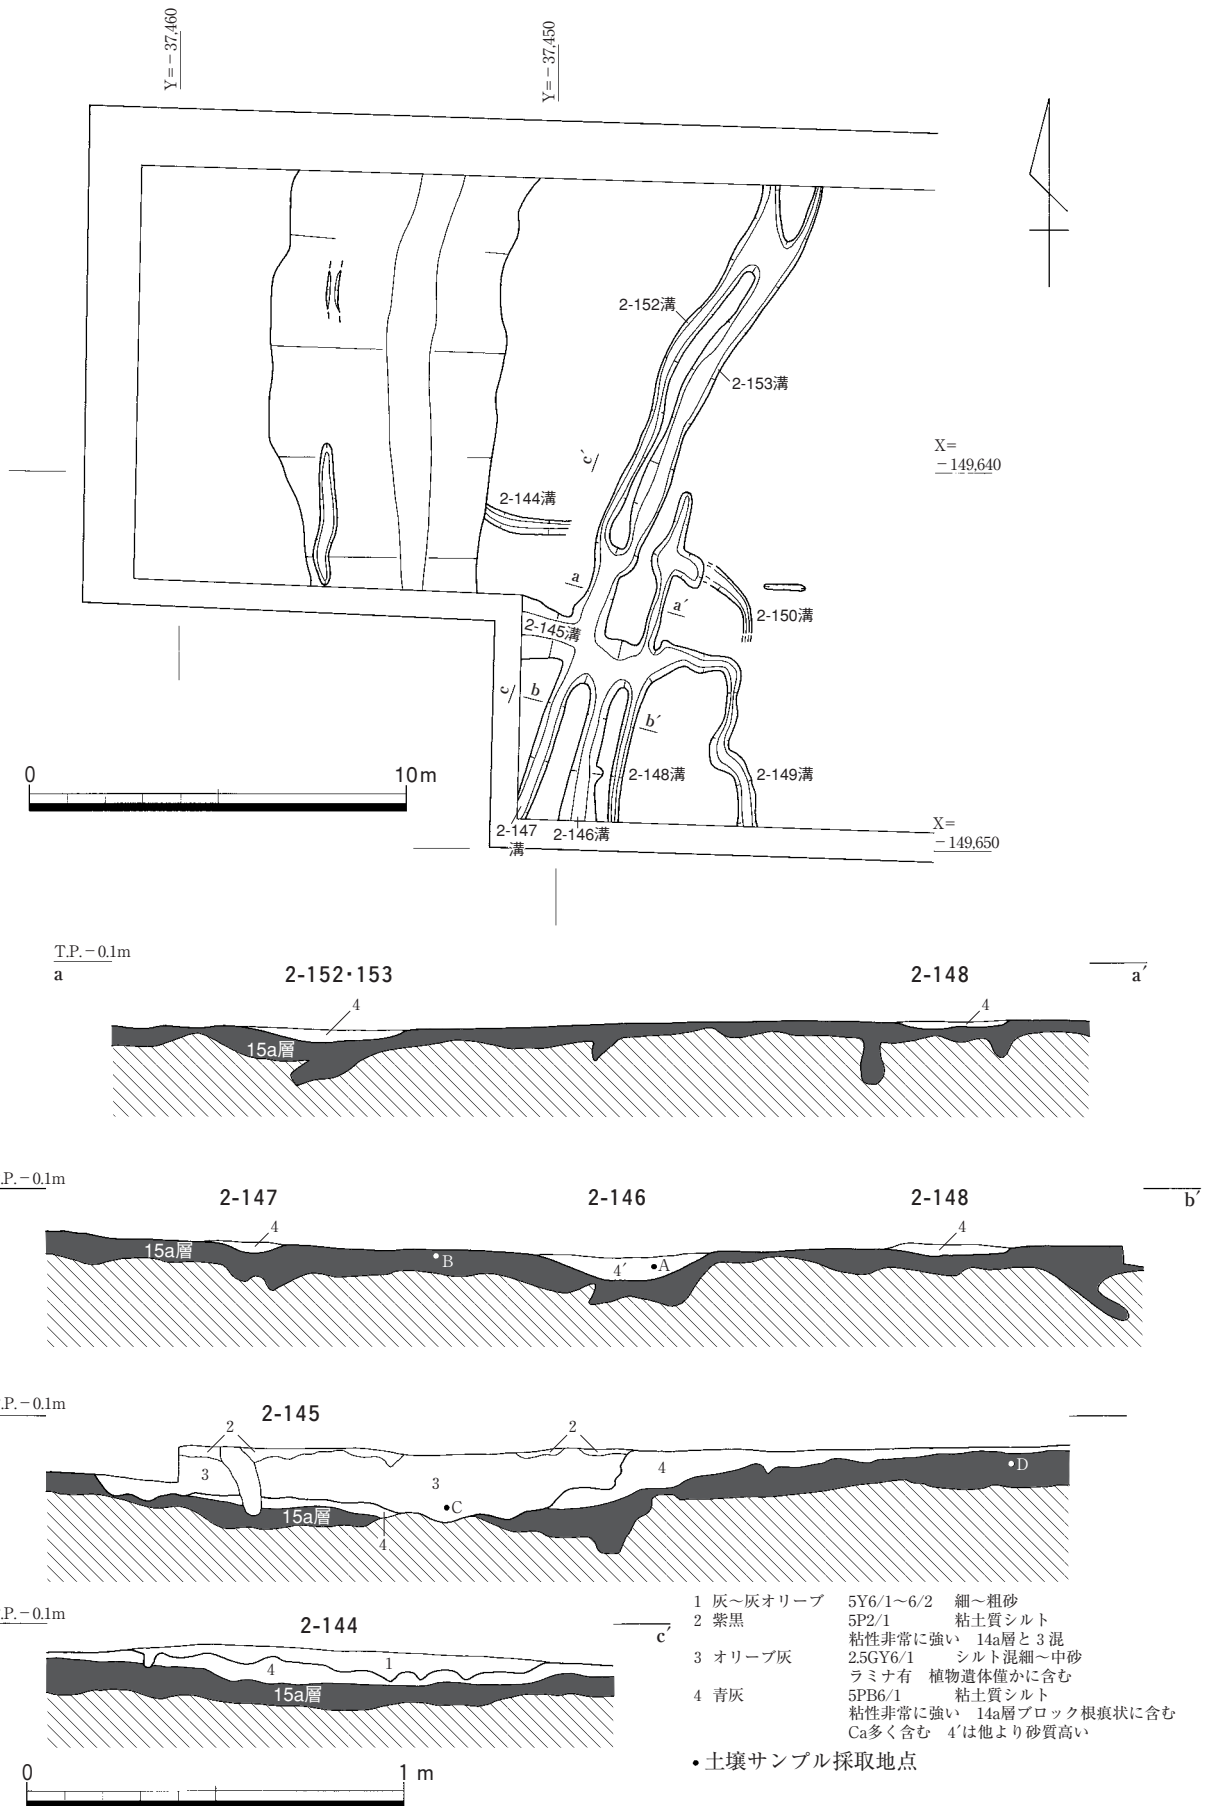 Y=－37,460
Y=－37,450
2-152溝
2-153溝
X=
－149,640
c′
2-144溝
a
a′
2-150溝
2-145溝
c
b
b′
2-148溝
2-149溝
0
10m
2-147
溝
2-146溝
X=
－149,650
T.P.－0.1m
a
2-152・153
2-148
a′
4
4
15a層
.P.－0.1m
2-147
2-146
2-148
b′
4
4
15a層
B
4′
A
.P.－0.1m
2-145
2
2
3
3
4
D
C
15a層
4
.P.－0.1m
2-144
c′
1
4
15a層
1 灰～灰オリーブ 5Y6/1～6/2 細～粗砂
2 紫黒 5P2/1 粘土質シルト
粘性非常に強い 14a層と3混
3 オリーブ灰 2.5GY6/1 シルト混細～中砂
ラミナ有 植物遺体僅かに含む
4 青灰 5PB6/1 粘土質シルト
粘性非常に強い 14a層ブロック根痕状に含む
Ca多く含む 4′は他より砂質高い
•土壌サンプル採取地点
0
1 m